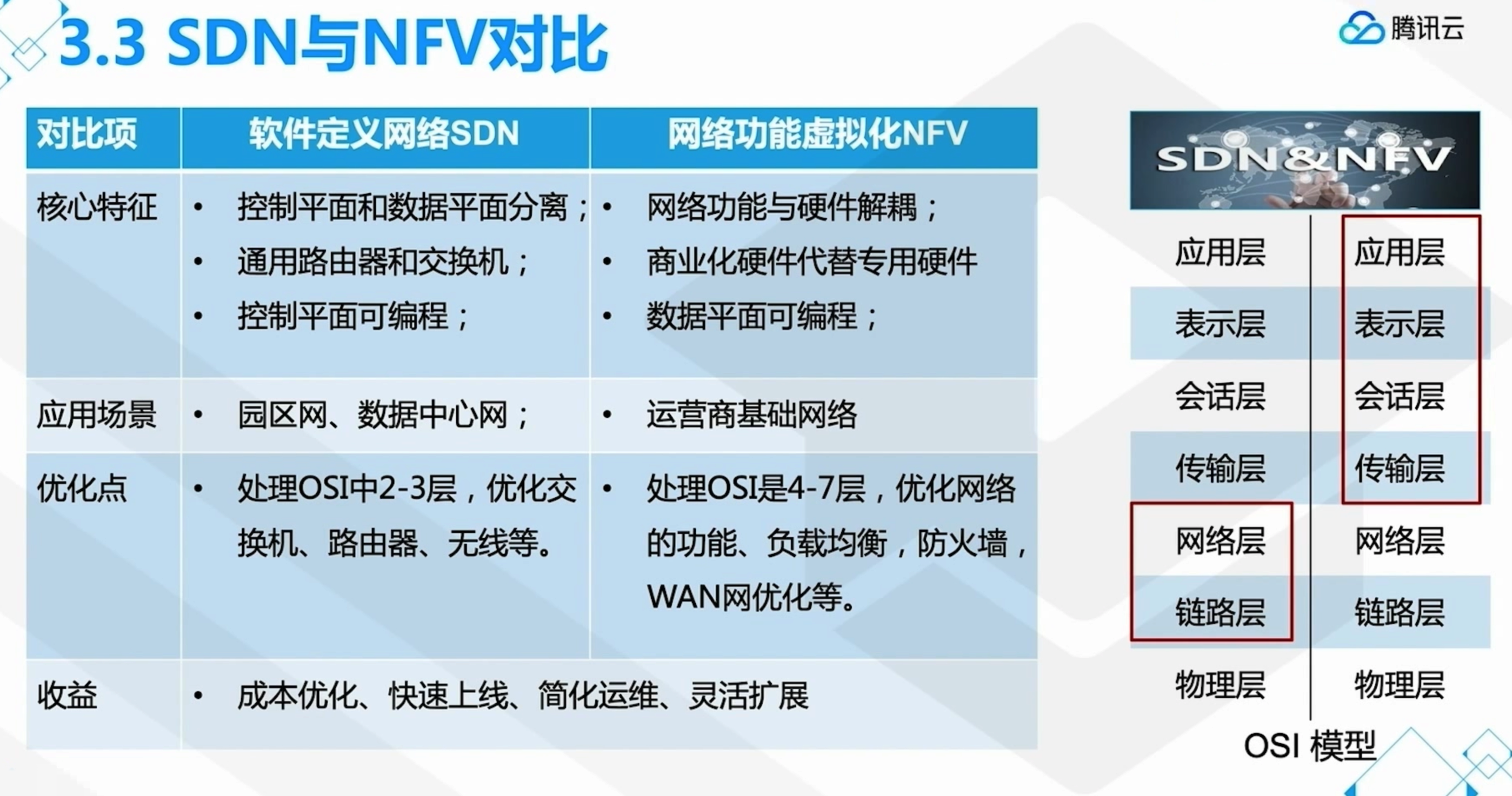 3.3 SDN与NFV对比
腾讯云
对比项
软件定义网络SDN
网络功能虚拟化NFV
核心特征
• 控制平面和数据平面分离;
• 通用路由器和交换机;
• 控制平面可编程;
• 网络功能与硬件解耦;
• 商业化硬件代替专用硬件
• 数据平面可编程;
应用场景
• 园区网、数据中心网;
• 运营商基础网络
优化点
• 处理OSI中2-3层,优化交
换机、路由器、无线等。
• 处理OSI是4-7层,优化网络
的功能、负载均衡,防火墙,
WAN网优化等。
收益
• 成本优化、快速上线、简化运维、灵活扩展
SDN&NFV
应用层 应用层
表示层 表示层
会话层 会话层
传输层 传输层
网络层 网络层
链路层 链路层
物理层 物理层
OSI 模型